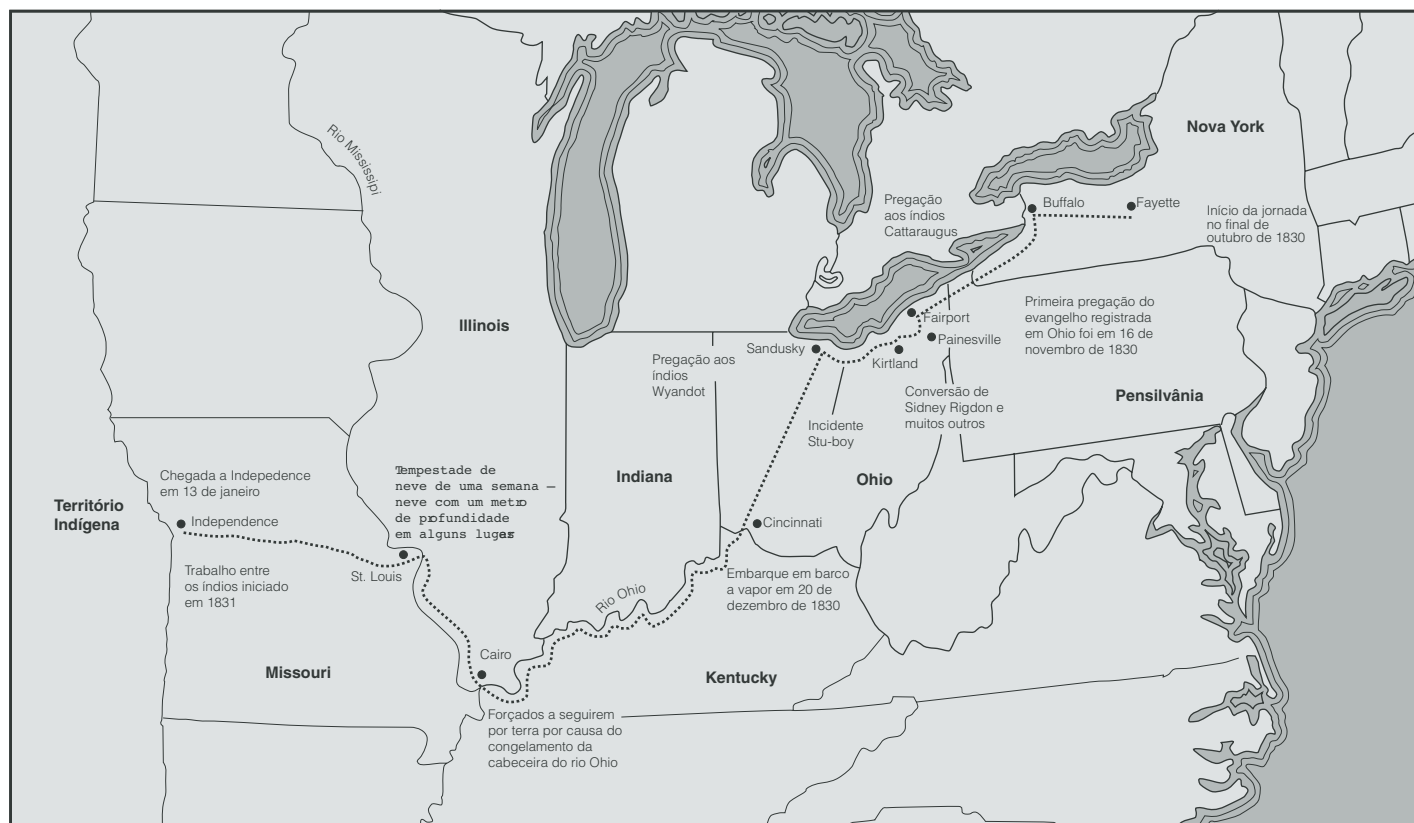 Rio Mississipi
Nova York
Pregação
aos índios
Cattaraugus
Buffalo
Fayette
Início da jornada
no final de
outubro de 1830
Illinois
Fairport
Painesville
Primeira pregação do
evangelho registrada
em Ohio foi em 16 de
novembro de 1830
Sandusky
Kirtland
Pregação aos
índios
Wyandot
Conversão de
Sidney Rigdon e
muitos outros
Pensilvânia
Incidente
Stu-boy
Indiana
Ohio
Chegada a Indepedence
em 13 de janeiro
Tempestade de
neve de uma semana —
neve com um metro
de profundidade
em alguns lugares
Território
Indígena
Independence
Cincinnati
St. Louis
Trabalho entre
os índios iniciado
em 1831
Embarque em barco
a vapor em 20 de
dezembro de 1830
Rio Ohio
Cairo
Missouri
Kentucky
Forçados a seguirem
por terra por causa do
congelamento da
cabeceira do rio Ohio